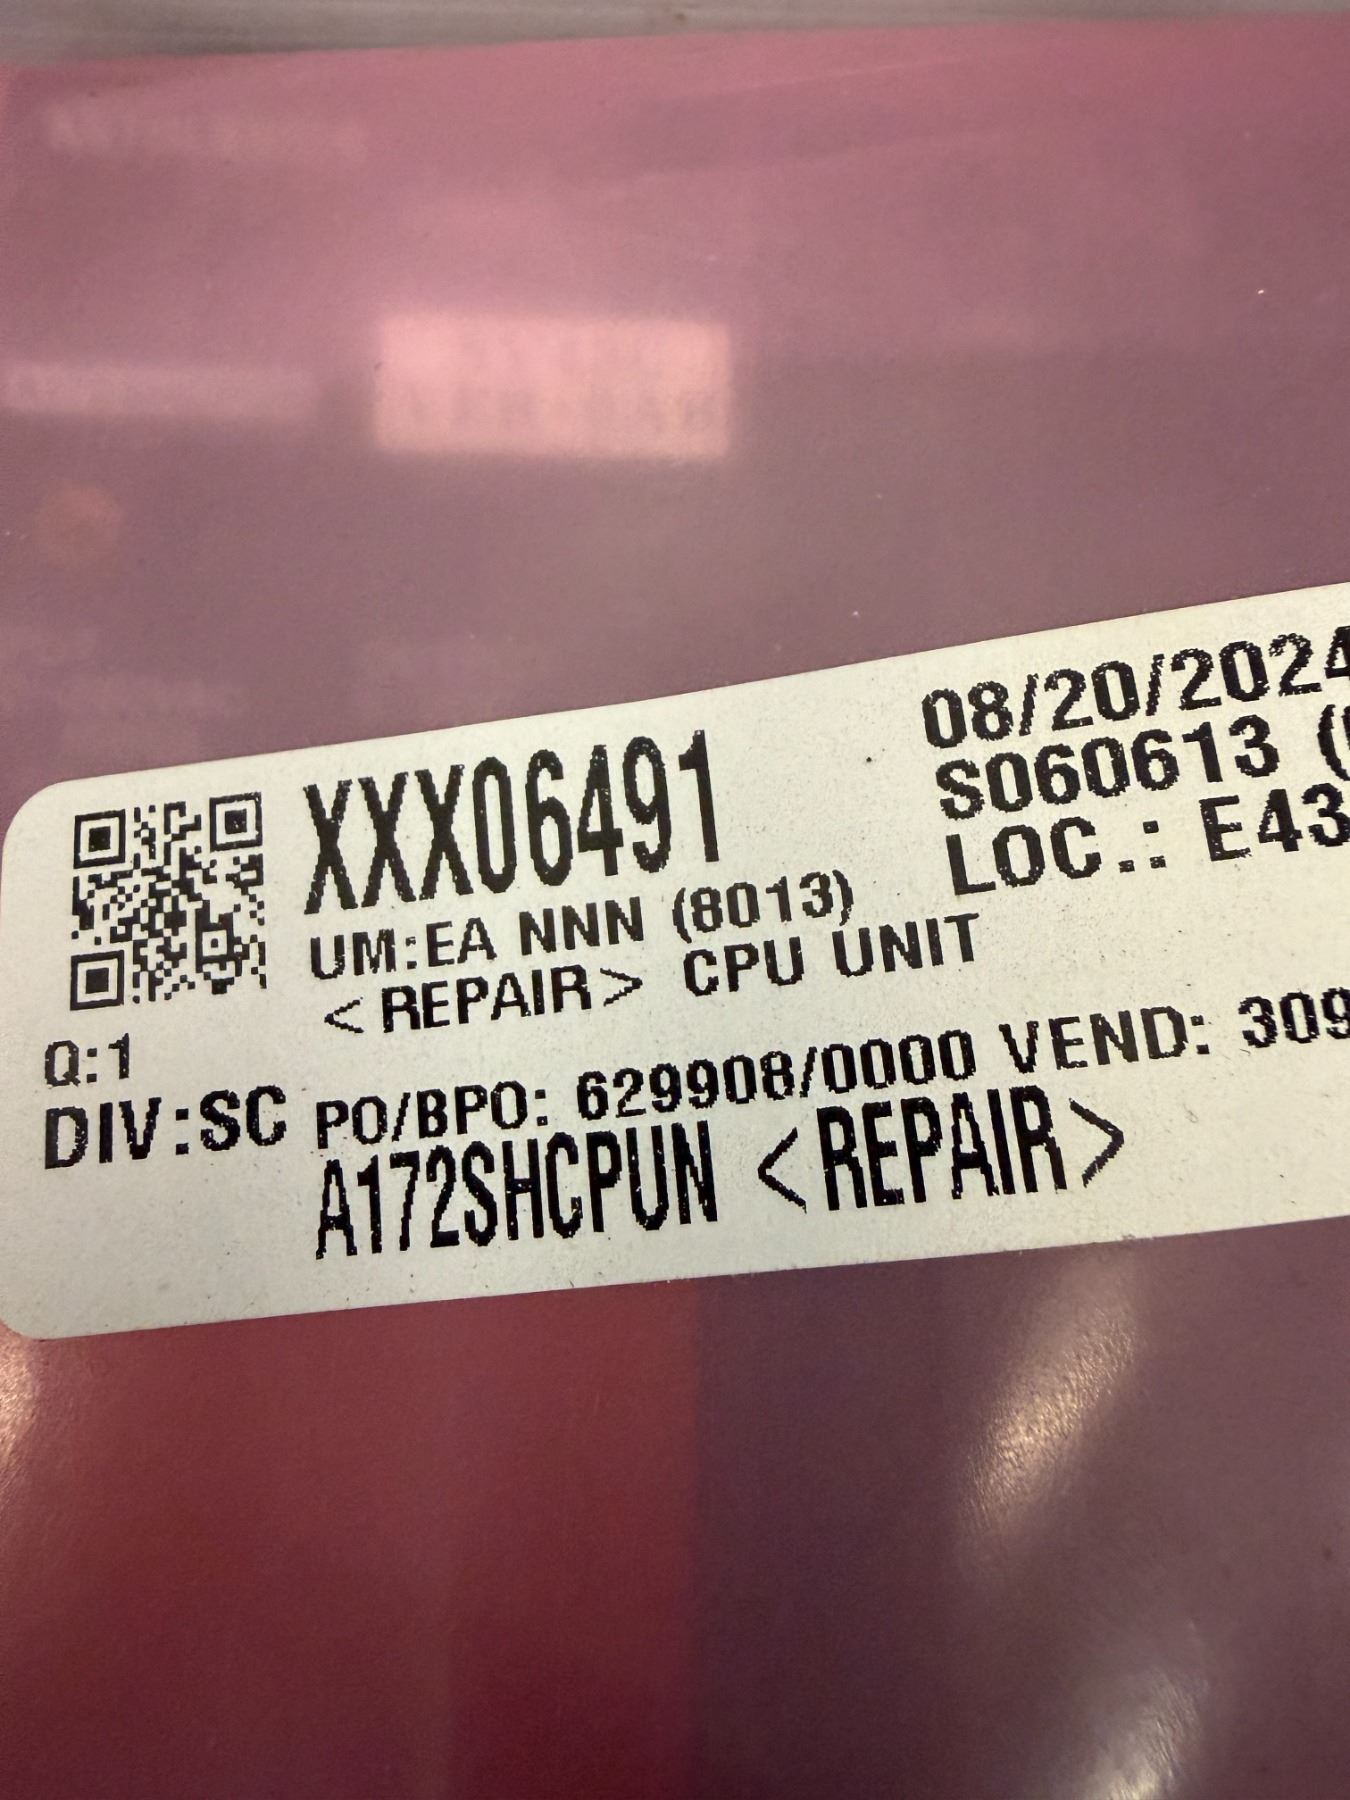 XXX06491
08/20/2024
S060613 (
LOC.: E43
UM:EA NNN (8013)
<REPAIR> CPU UNIT
Q:1
DIV:SC PO/BPO: 629908/0000 VEND: 309
A172SHCPUN <REPAIR>